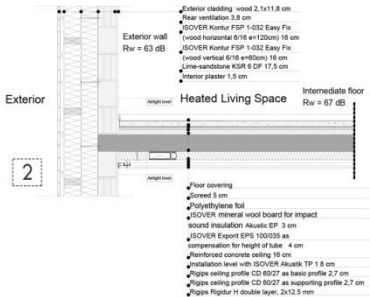 Exterior cladding wood 2,1x11,8 cm
Rear ventilation 3,8 cm
ISOVER Kontur FSP 1-032 Easy Fix
(wood horizontal 6/16 e=120cm) 16 cm
ISOVER Kontur FSP 1-032 Easy Fix
(wood vertical 6/16 e=60cm) 16 cm
Lime-sandstone KSR 6 DF 17,5 cm
Interior plaster 1,5 cm
Exterior wall
Rw = 63 dB
Intermediate floor
Rw = 67 dB
Exterior
Airtight level
Heated Living Space
2
Airtight level
Floor covering
Screed 5 cm
Polyethylene foil
ISOVER mineral wool board for impact
sound insulation Akustic EP 3 cm
ISOVER Exporit EPS 100/035 as
compensation for height of tube 4 cm
Reinforced concrete ceiling 16 cm
Installation level with ISOVER Akustik TP 1 8 cm
Rigips ceiling profile CD 60/27 as basic profile 2,7 cm
Rigips ceiling profile CD 60/27 as supporting profile 2,7 cm
Rigips Rigidur H double layer, 2x12.5 mm